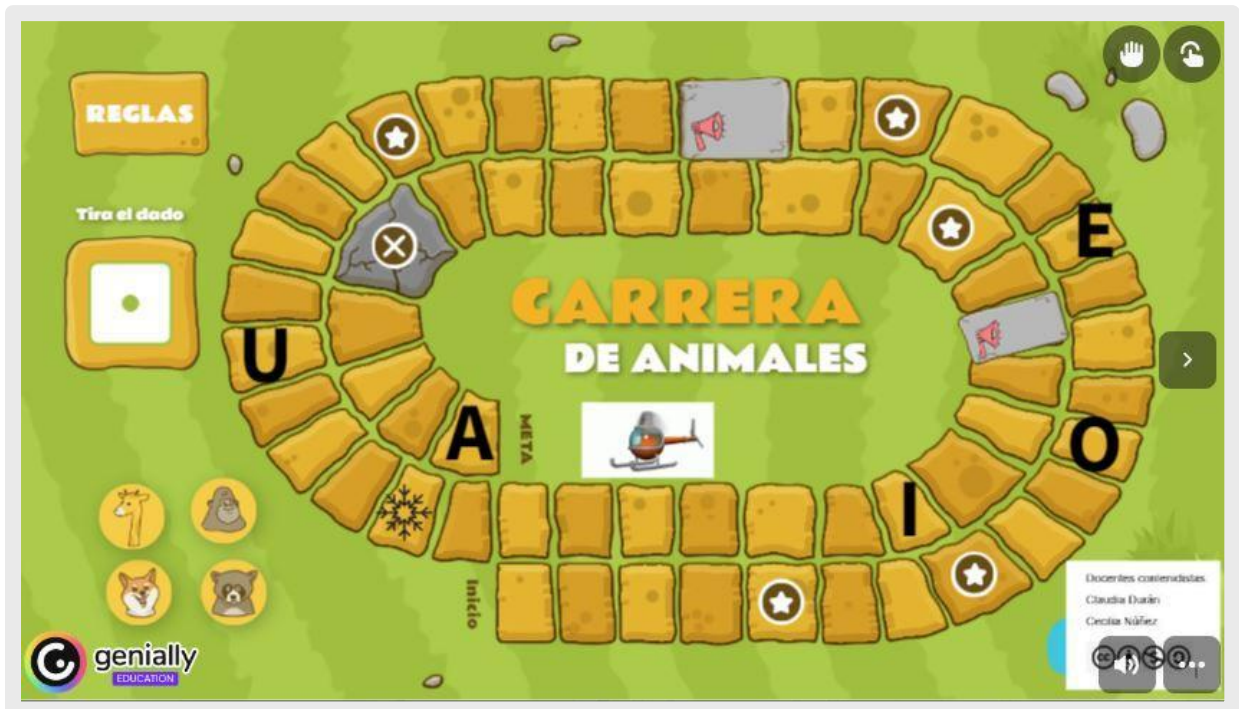 REGLAS
Tira el dado
CARRERA
DE ANIMALES
META
Inicio
E
U
A
O
I
genially
EDUCATION
Docentes contenidistas
Claudia Durán
Cecilia Núñez